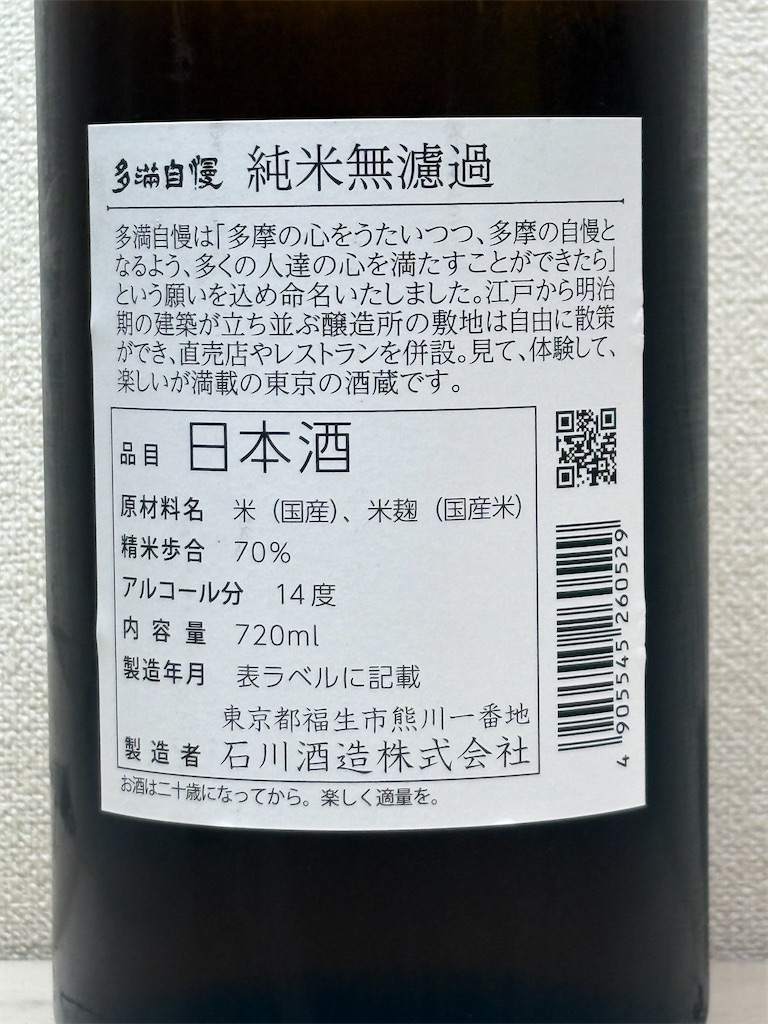 多満自慢 純米無濾過
多満自慢は「多摩の心をうたいつつ、多摩の自慢と
なるよう、多くの人達の心を満たすことができたら」
という願いを込め命名いたしました。江戸から明治
期の建築が立ち並ぶ醸造所の敷地は自由に散策
ができ、直売店やレストランを併設。見て、体験して、
楽しいが満載の東京の酒蔵です。
品目 日本酒
原材料名 米（国産）、米麹（国産米）
精米歩合 70%
アルコール分 14度
内容量 720ml
製造年月 表ラベルに記載
東京都福生市熊川一番地
製造者 石川酒造株式会社
お酒は二十歳になってから。楽しく適量を。
4 905545 260529